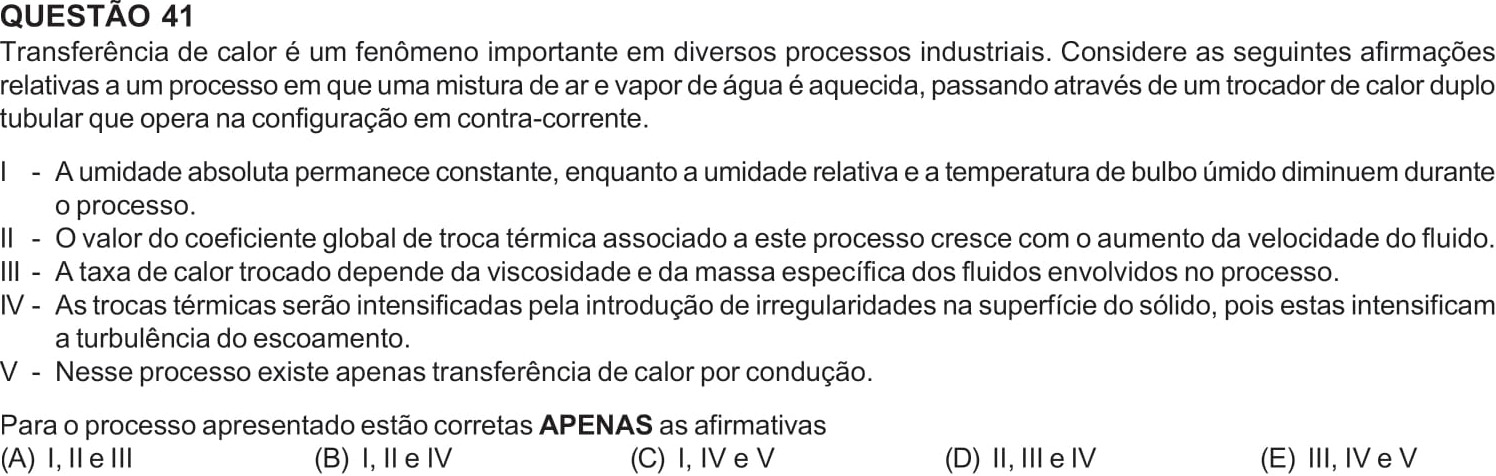 QUESTÃO 41
Transferência de calor é um fenômeno importante em diversos processos industriais. Considere as seguintes afirmações
relativas a um processo em que uma mistura de ar e vapor de água é aquecida, passando através de um trocador de calor duplo
tubular que opera na configuração em contra-corrente.
I - A umidade absoluta permanece constante, enquanto a umidade relativa e a temperatura de bulbo úmido diminuem durante
o processo.
II - O valor do coeficiente global de troca térmica associado a este processo cresce com o aumento da velocidade do fluido.
III - A taxa de calor trocado depende da viscosidade e da massa específica dos fluidos envolvidos no processo.
IV - As trocas térmicas serão intensificadas pela introdução de irregularidades na superfície do sólido, pois estas intensificam
a turbulência do escoamento.
V - Nesse processo existe apenas transferência de calor por condução.
Para o processo apresentado estão corretas APENAS as afirmativas
(A) I, II e III (B) I, II e IV (C) I, IV e V (D) II, III e IV (E) III, IV e V